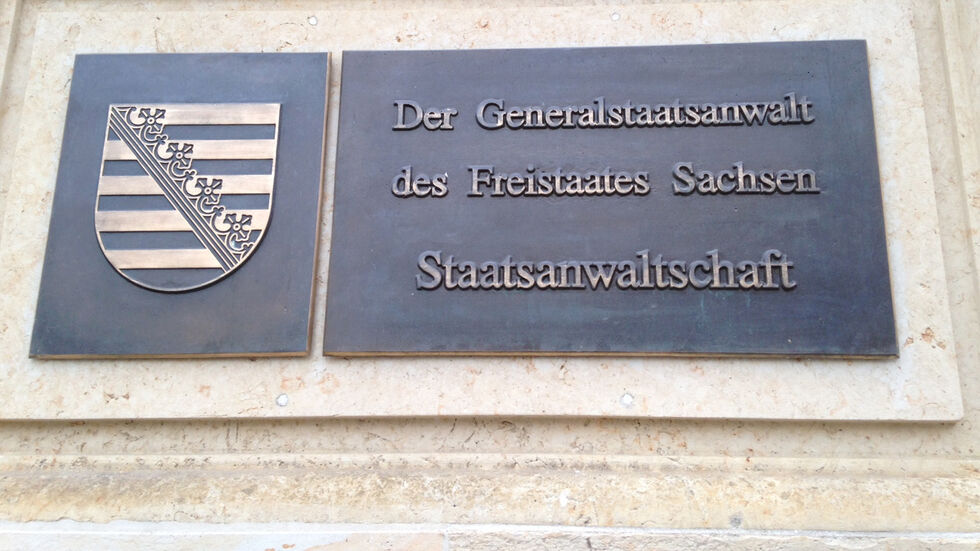 Der Generalstaatsanwalt
des Freistaates Sachsen
Staatsanwaltschaft